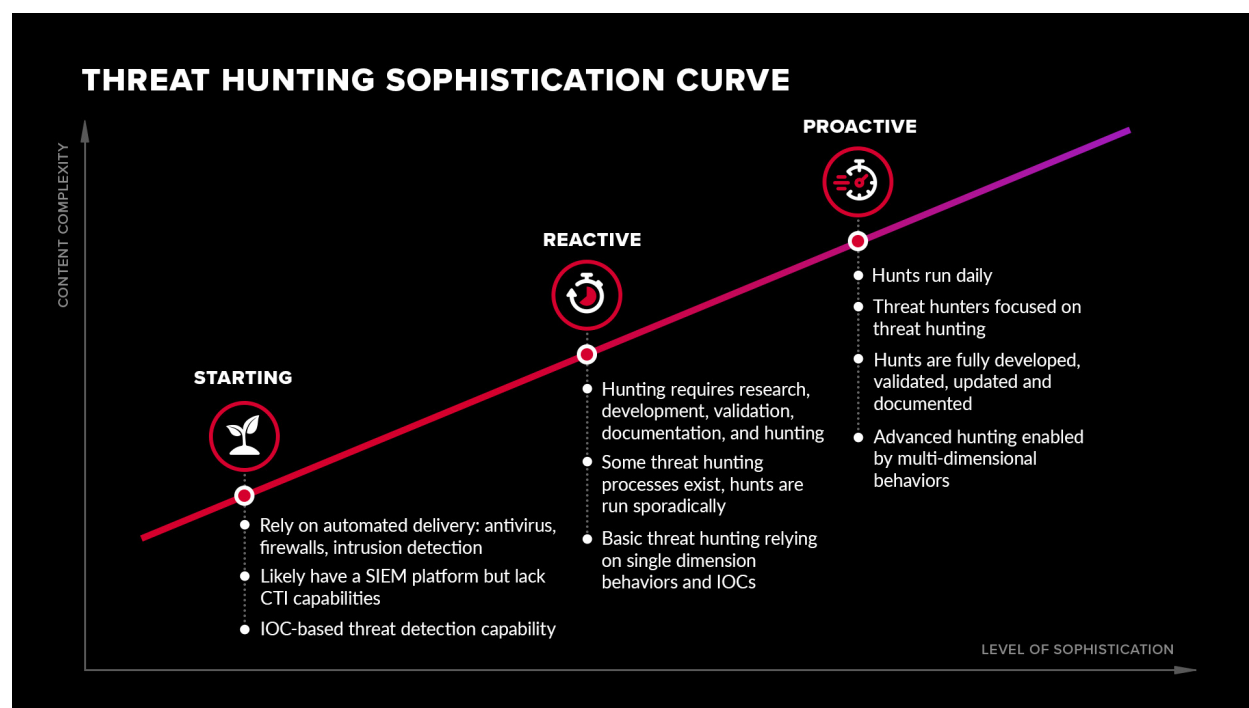 THREAT HUNTING SOPHISTICATION CURVE
CONTENT COMPLEXITY
STARTING
Rely on automated delivery: antivirus,
firewalls, intrusion detection
Likely have a SIEM platform but lack
CTI capabilities
IOC-based threat detection capability
REACTIVE
Hunting requires research,
development, validation,
documentation, and hunting
Some threat hunting
processes exist, hunts are
run sporadically
Basic threat hunting relying
on single dimension
behaviors and IOCs
PROACTIVE
Hunts run daily
Threat hunters focused on
threat hunting
Hunts are fully developed,
validated, updated and
documented
Advanced hunting enabled
by multi-dimensional
behaviors
LEVEL OF SOPHISTICATION